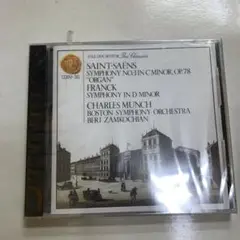 SAINT-SAËNS
SYMPHONY NO.3 IN C MINOR, OP.78
"ORGAN"
FRANCK
SYMPHONY IN D MINOR
CHARLES MUNCH
BOSTON SYMPHONY ORCHESTRA
BERJ ZAMKOCHIAN